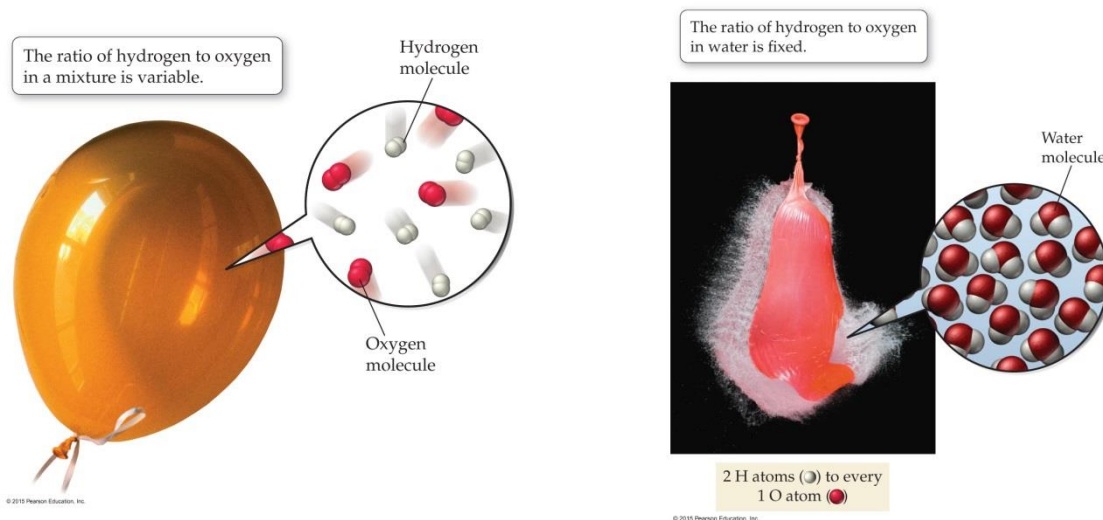 The ratio of hydrogen to oxygen
in a mixture is variable.
Hydrogen
molecule
Oxygen
molecule
© 2015 Pearson Education, Inc.
The ratio of hydrogen to oxygen
in water is fixed.
Water
molecule
2 H atoms ( ) to every
1 O atom ( )
© 2015 Pearson Education, Inc.